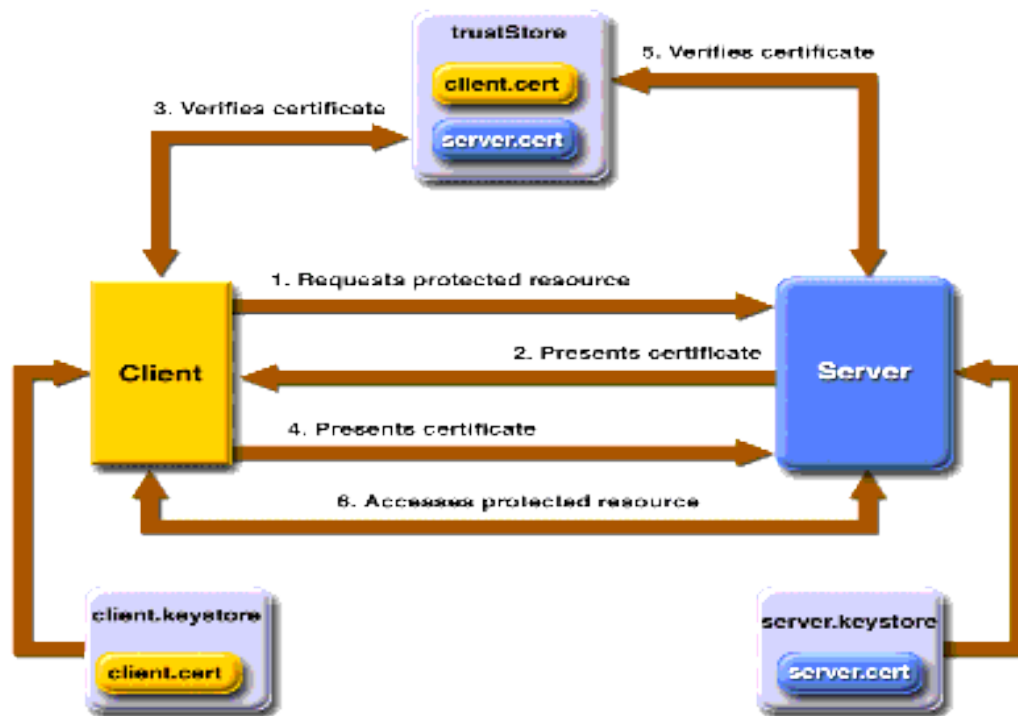 trustStore
client.cert
server.cert
5. Verifies certificate
3. Verifies certificate
1. Requests protected resource
2. Presents certificate
Client
Server
4. Presents certificate
6. Accesses protected resource
client.keystore
client.cert
server.keystore
server.cert